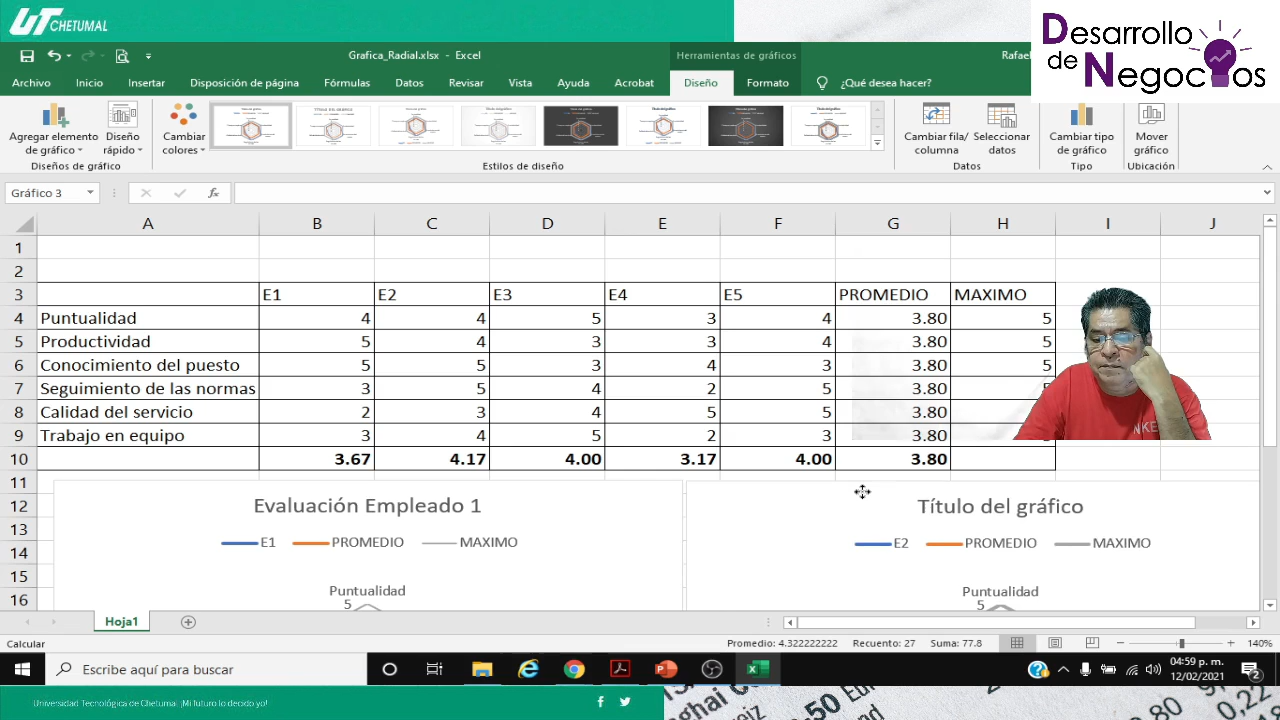 UT CHETUMAL
Desarrollo
de Negocios
Grafica_Radial.xlsx - Excel
Herramientas de gráficos
Rafael
Archivo Inicio Insertar Disposición de página Fórmulas Datos Revisar Vista Ayuda Acrobat Diseño Formato ¿Qué desea hacer?
Agregar elemento de gráfico
Diseño rápido
Cambiar colores
Cambiar fila/columna
Seleccionar datos
Cambiar tipo de gráfico
Mover gráfico
Diseños de gráfico Estilos de diseño Datos Tipo Ubicación
Gráfico 3 fx
A B C D E F G H I J
1
2
3 E1 E2 E3 E4 E5 PROMEDIO MAXIMO
4 Puntualidad 4 4 5 3 4 3.80 5
5 Productividad 5 4 3 3 4 3.80 5
6 Conocimiento del puesto 5 5 3 4 3 3.80 5
7 Seguimiento de las normas 3 5 4 2 5 3.80
8 Calidad del servicio 2 3 4 5 5 3.80
9 Trabajo en equipo 3 4 5 2 3 3.80
10 3.67 4.17 4.00 3.17 4.00 3.80
11
12 Evaluación Empleado 1 Título del gráfico
13
14 E1 PROMEDIO MAXIMO E2 PROMEDIO MAXIMO
15
16 Puntualidad Puntualidad
5 5
Hoja1
Calcular Promedio: 4.322222222 Recuento: 27 Suma: 77.8 140%
Escribe aquí para buscar
04:59 p. m.
12/02/2021
2
Universidad Tecnológica de Chetumal. ¡Mi futuro lo decido yo!